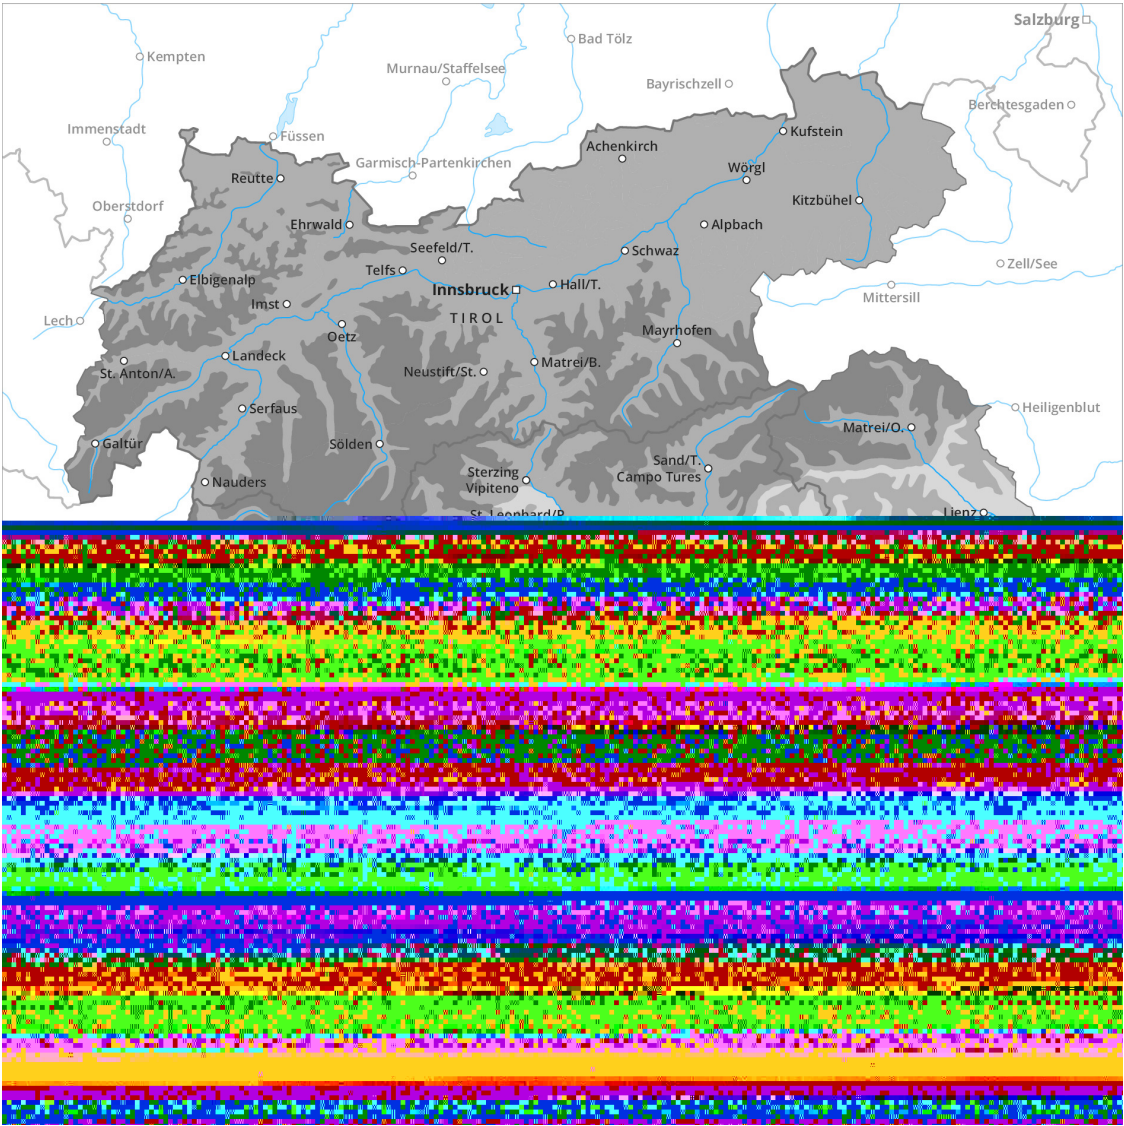 Salzburg
Bad Tölz
Kempten
Murnau/Staffelsee
Bayrischzell
Berchtesgaden
Immenstadt
Füssen
Kufstein
Achenkirch
Garmisch-Partenkirchen
Wörgl
Reutte
Kitzbühel
Oberstdorf
Ehrwald
Alpbach
Seefeld/T.
Schwaz
Zell/See
Telfs
Elbigenalp
Hall/T.
Innsbruck
Mittersill
Imst
TIROL
Lech
Mayrhofen
Oetz
Landeck
Matrei/B.
St. Anton/A.
Neustift/St.
Serfaus
Heiligenblut
Matrei/O.
Galtür
Sölden
Sand/T.
Campo Tures
Sterzing
Vipiteno
Nauders
St. Leonhard/P.
Lienz